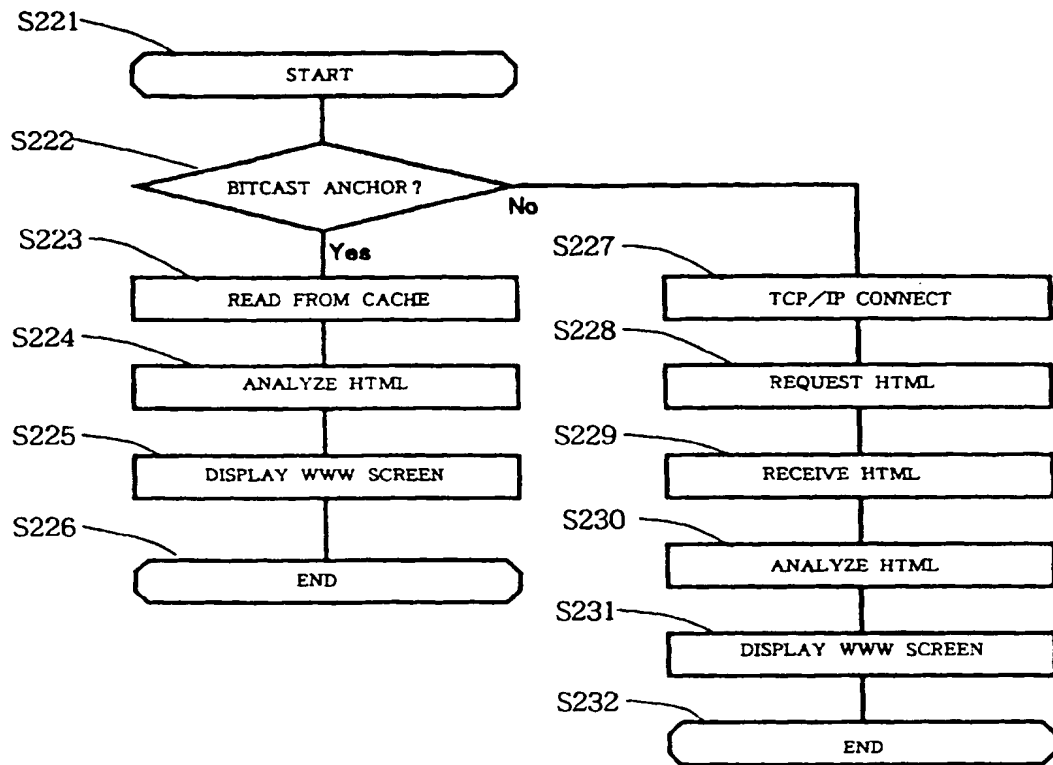 S221
START
S222
BITCAST ANCHOR?
No
Yes
S223
READ FROM CACHE
S224
ANALYZE HTML
S225
DISPLAY WWW SCREEN
S226
END
S227
TCP/IP CONNECT
S228
REQUEST HTML
S229
RECEIVE HTML
S230
ANALYZE HTML
S231
DISPLAY WWW SCREEN
S232
END